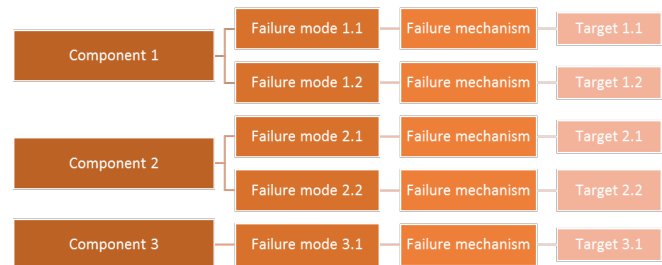 Component 1
Failure mode 1.1
Failure mechanism
Target 1.1
Failure mode 1.2
Failure mechanism
Target 1.2
Component 2
Failure mode 2.1
Failure mechanism
Target 2.1
Failure mode 2.2
Failure mechanism
Target 2.2
Component 3
Failure mode 3.1
Failure mechanism
Target 3.1